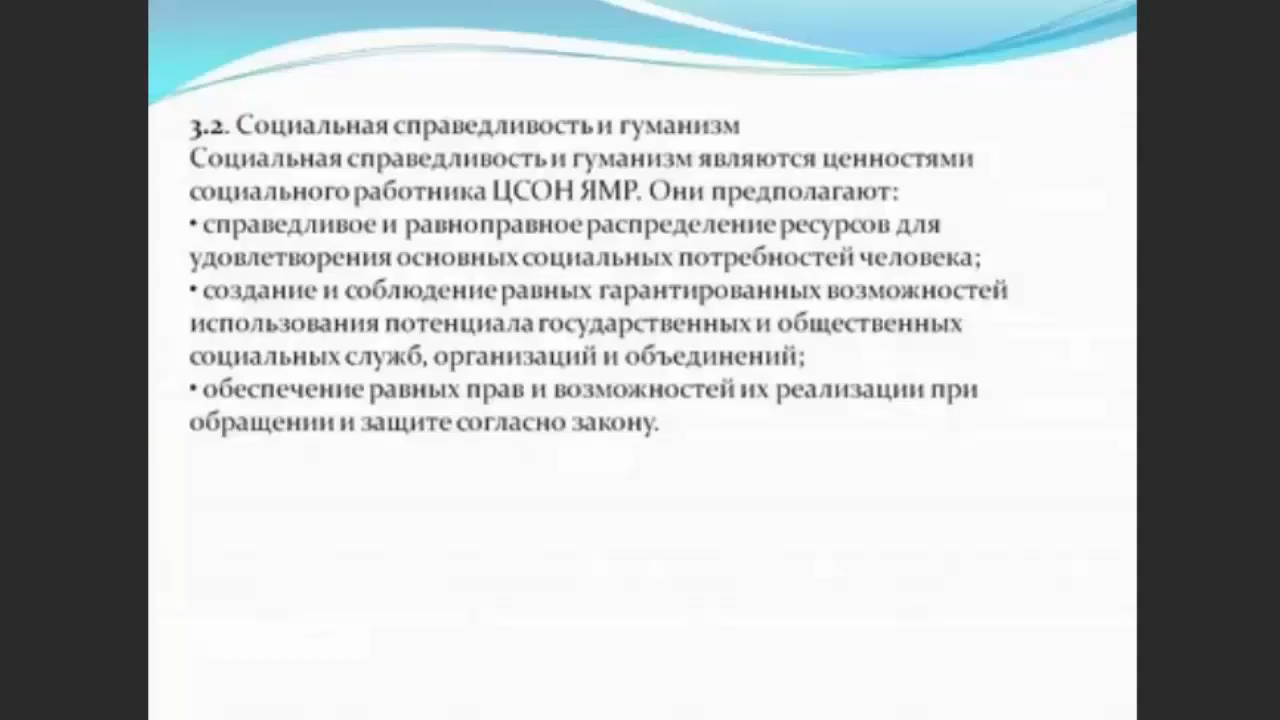 3.2. Социальная справедливость и гуманизм
Социальная справедливость и гуманизм являются ценностями
социального работника ЦСОН ЯМР. Они предполагают:
• справедливое и равноправное распределение ресурсов для
удовлетворения основных социальных потребностей человека;
• создание и соблюдение равных гарантированных возможностей
использования потенциала государственных и общественных
социальных служб, организаций и объединений;
• обеспечение равных прав и возможностей их реализации при
обращении и защите согласно закону.